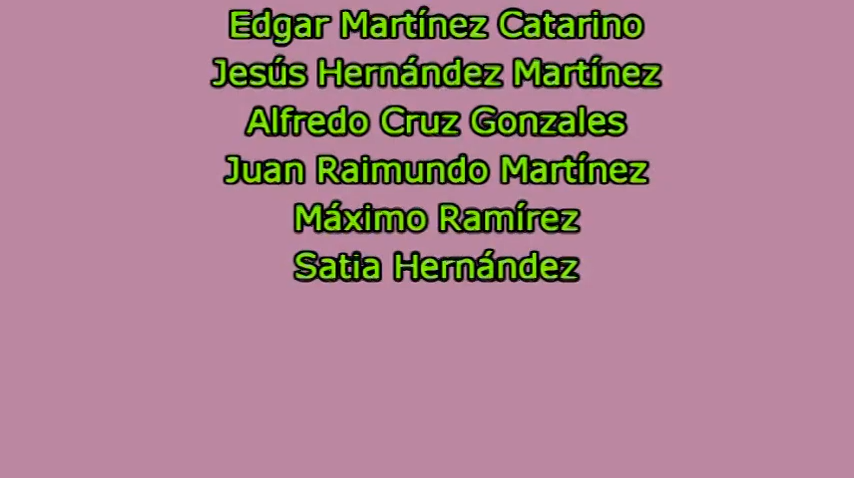 Edgar Martínez Catarino
Jesús Hernández Martínez
Alfredo Cruz Gonzales
Juan Raimundo Martínez
Máximo Ramírez
Satia Hernández